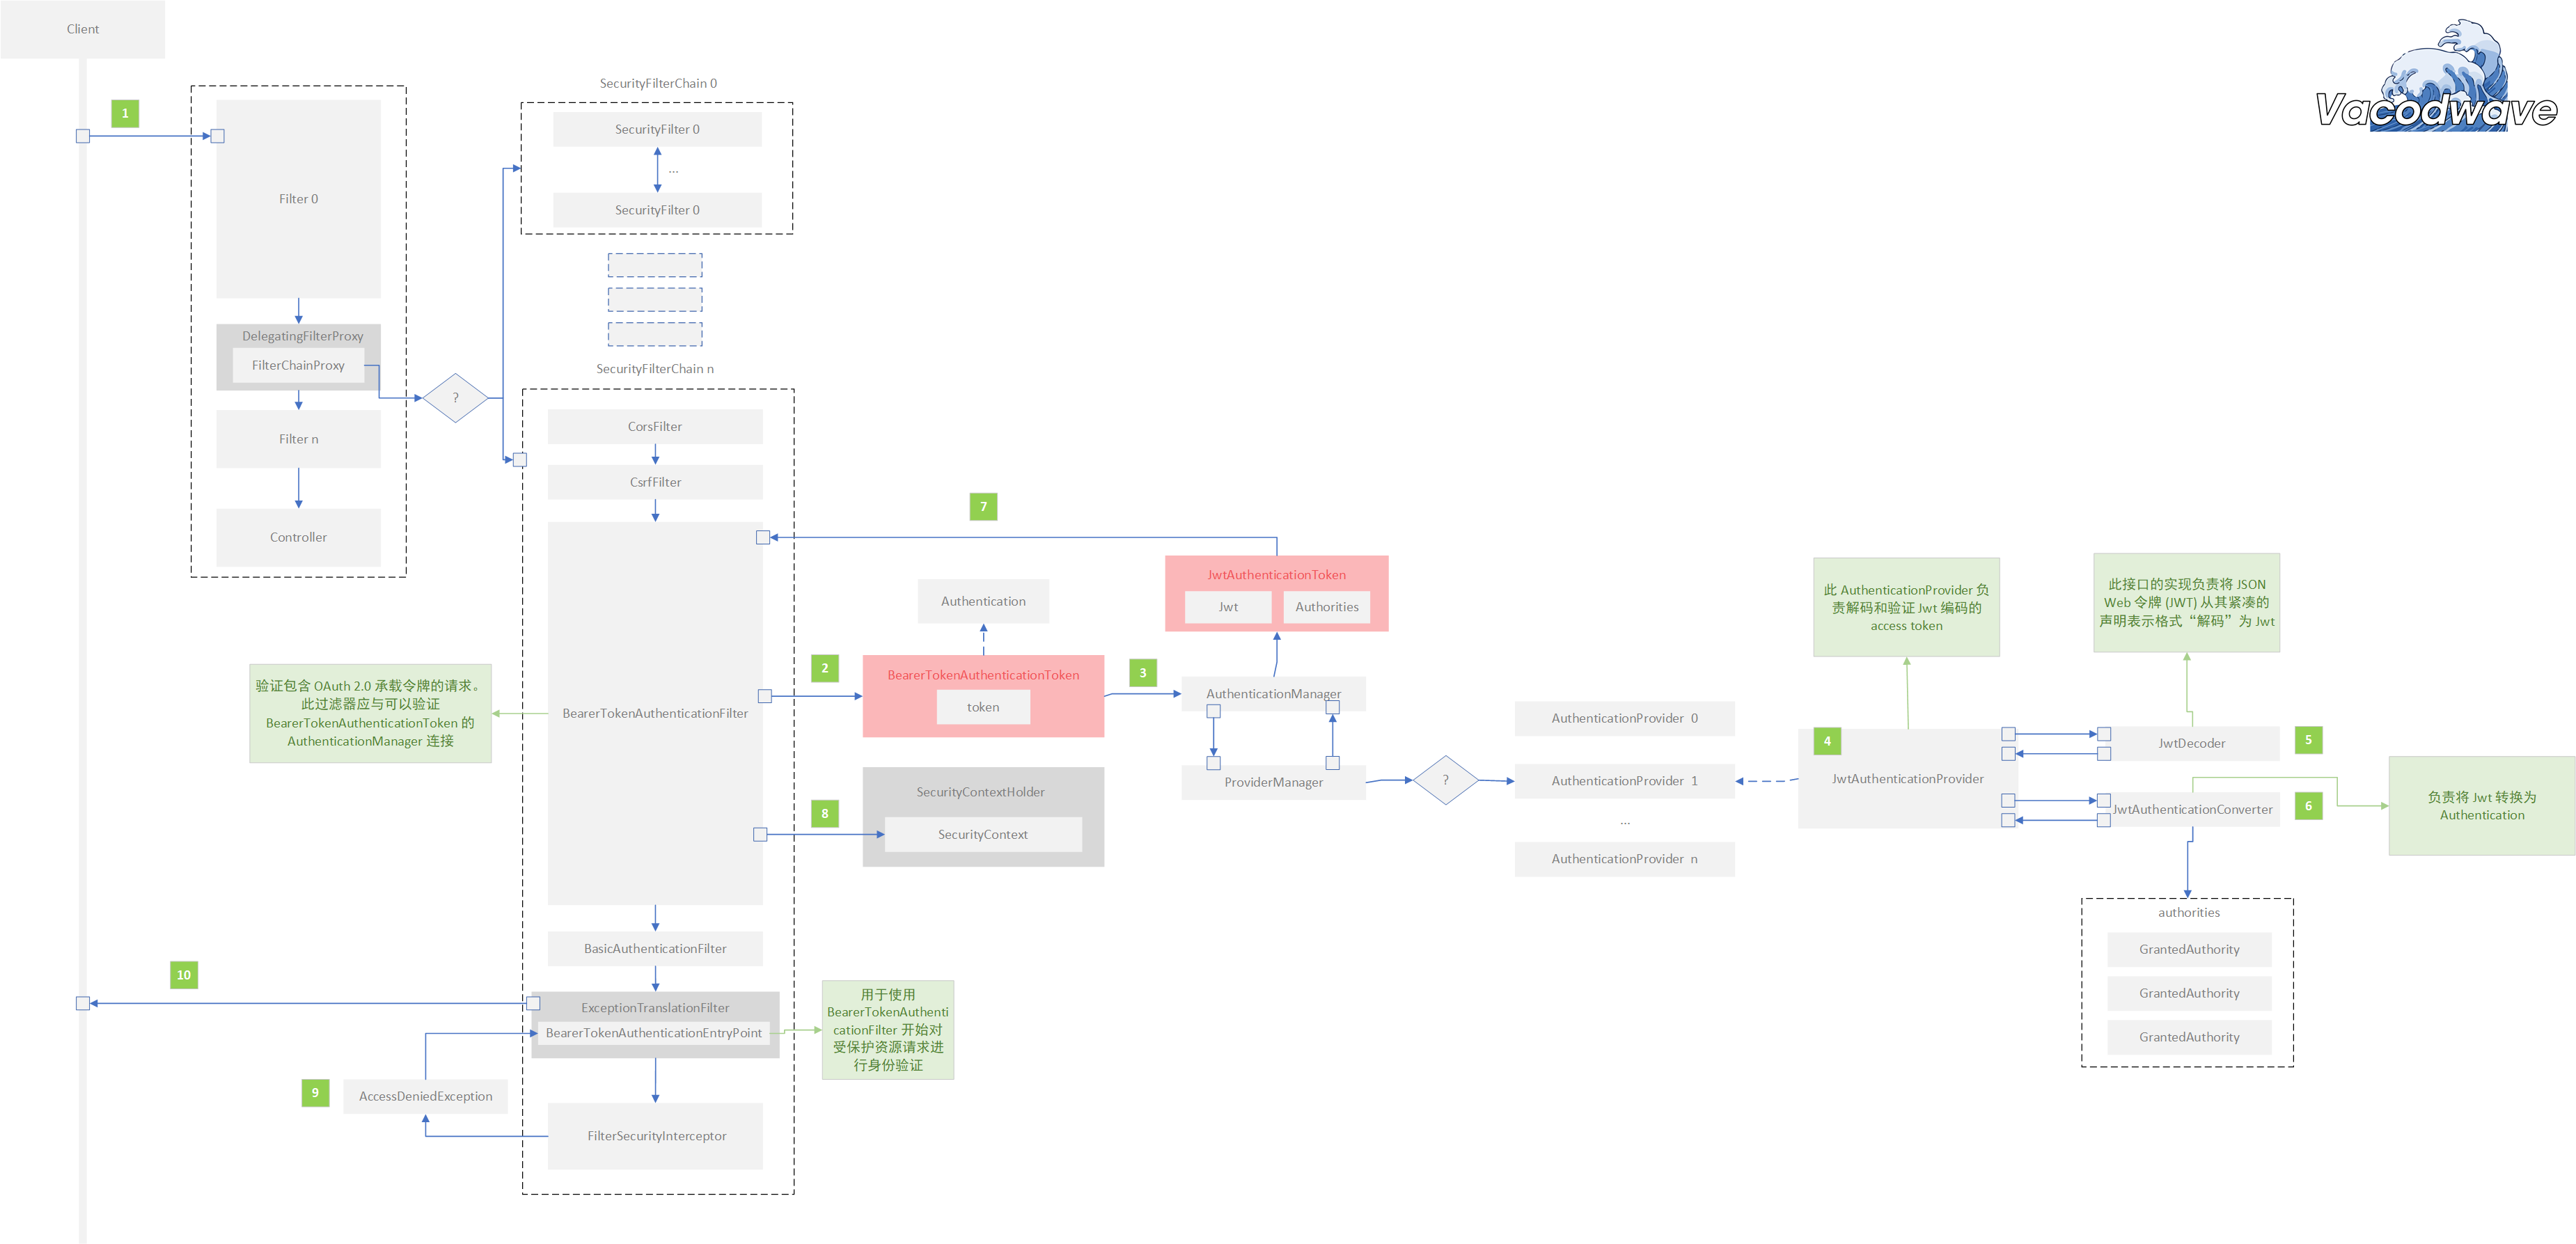 Client
Vacodwave
1
Filter 0
DelegatingFilterProxy
FilterChainProxy
Filter n
Controller
?
SecurityFilterChain 0
SecurityFilter 0
...
SecurityFilter 0
SecurityFilterChain n
CorsFilter
CsrfFilter
BearerTokenAuthenticationFilter
验证包含 OAuth 2.0 承载令牌的请求。
此过滤器应与可以验证
BearerTokenAuthenticationToken 的
AuthenticationManager 连接
BasicAuthenticationFilter
ExceptionTranslationFilter
BearerTokenAuthenticationEntryPoint
用于使用
BearerTokenAuthenti
cationFilter 开始对
受保护资源请求进
行身份验证
FilterSecurityInterceptor
9
AccessDeniedException
10
7
2
Authentication
BearerTokenAuthenticationToken
token
8
SecurityContextHolder
SecurityContext
3
JwtAuthenticationToken
Jwt
Authorities
AuthenticationManager
ProviderManager
?
AuthenticationProvider 0
AuthenticationProvider 1
...
AuthenticationProvider n
此 AuthenticationProvider 负
责解码和验证 Jwt 编码的
access token
4
JwtAuthenticationProvider
此接口的实现负责将 JSON
Web 令牌 (JWT) 从其紧凑的
声明表示格式“解码”为 Jwt
JwtDecoder
5
JwtAuthenticationConverter
6
负责将 Jwt 转换为
Authentication
authorities
GrantedAuthority
GrantedAuthority
GrantedAuthority